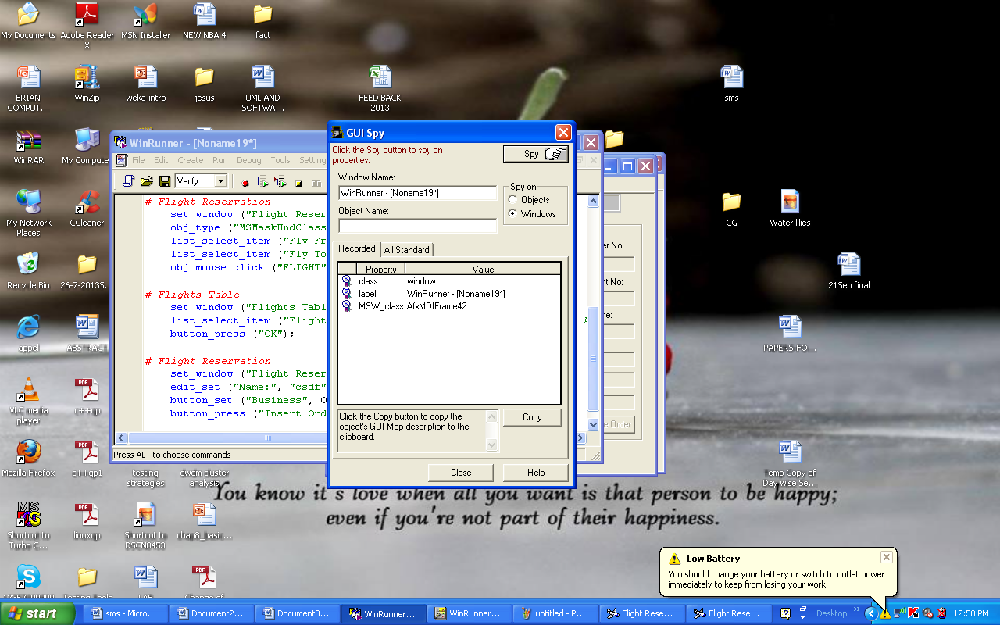 My Documents
Adobe Reader X
MSN Installer
NEW NBA 4
fact
BRIAN COMPUT...
WinZip
weka-intro
jesus
UML AND SOFTWA...
FEED BACK 2013
sms
WinRAR
My Compute
My Network Places
CCleaner
CG
Water lilies
Recycle Bin
26-7-2013S...
21Sep final
appel
ABSTRACT
PAPERS-FO...
VLC media player
c++qp
Mozilla Firefox
c++qp1
testing strategies
dwdm cluster analysis
Temp Copy of Day wise Se...
Shortcut to Turbo C...
linuxqp
Shortcut to DSCN0453
chap8_basic...
12357099909
Testing Tools
LAB
Change of
WinRunner - [Noname19*]
File Edit Create Run Debug Tools Setting
Verify
# Flight Reservation
set_window ("Flight Reser
obj_type ("MSMaskWndClass
list_select_item ("Fly Fr
list_select_item ("Fly To
obj_mouse_click ("FLIGHT"
# Flights Table
set_window ("Flights Tabl
list_select_item ("Flight
button_press ("OK");
# Flight Reservation
set_window ("Flight Reser
edit_set ("Name:", "csdf"
button_set ("Business", O
button_press ("Insert Ord
Press ALT to choose commands
GUI Spy
Click the Spy button to spy on
properties.
Spy
Window Name:
WinRunner - [Noname19*]
Spy on
Objects
Windows
Object Name:
Recorded All Standard
Property Value
class window
label WinRunner - [Noname19*]
MSW_class AfxMDIFrame42
Click the Copy button to copy the
object's GUI Map description to the
clipboard.
Copy
Close Help
er No:
t No:
e Order
You know it's love when all you want is that person to be happy;
even if you're not part of their happiness.
Low Battery
You should change your battery or switch to outlet power
immediately to keep from losing your work.
start
sms - Micro...
Document2...
Document3...
WinRunner...
WinRunner...
untitled - P...
Flight Rese...
Flight Rese...
Desktop
12:58 PM